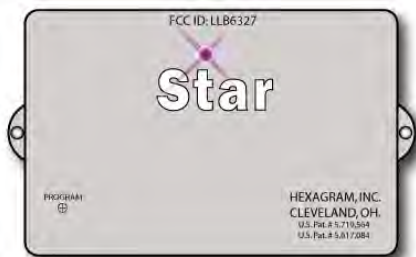 FCC ID: LLB6327
Star
PROGRAM
HEXAGRAM, INC.
CLEVELAND, OH.
U.S. Pat. # 5,719,564
U.S. Pat. # 5,617,084